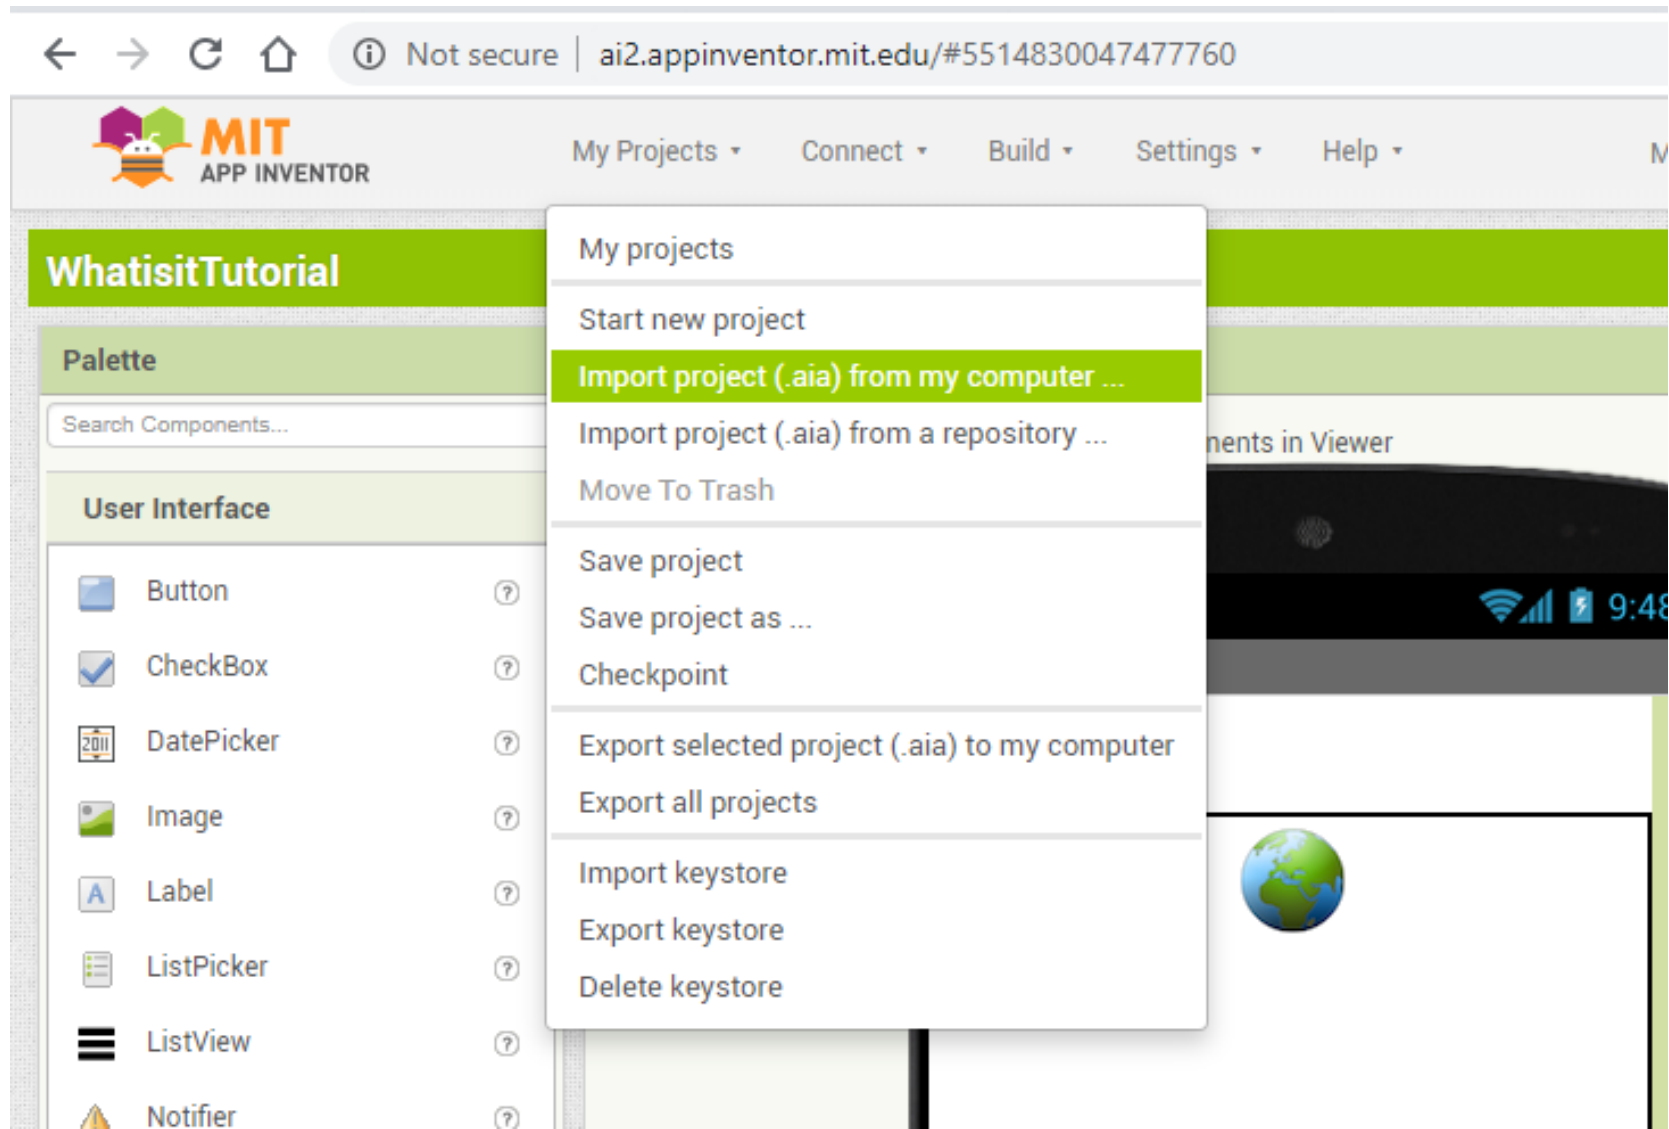 Not secure | ai2.appinventor.mit.edu/#5514830047477760
MIT
APP INVENTOR
My Projects Connect Build Settings Help M
WhatisitTutorial
My projects
Start new project
Import project (.aia) from my computer ...
Import project (.aia) from a repository ...
Move To Trash
Save project
Save project as ...
Checkpoint
Export selected project (.aia) to my computer
Export all projects
Import keystore
Export keystore
Delete keystore
Palette
Search Components...
User Interface
Button ?
CheckBox ?
2011 DatePicker ?
Image ?
A Label ?
ListPicker ?
ListView ?
Notifier ?
nents in Viewer
9:48